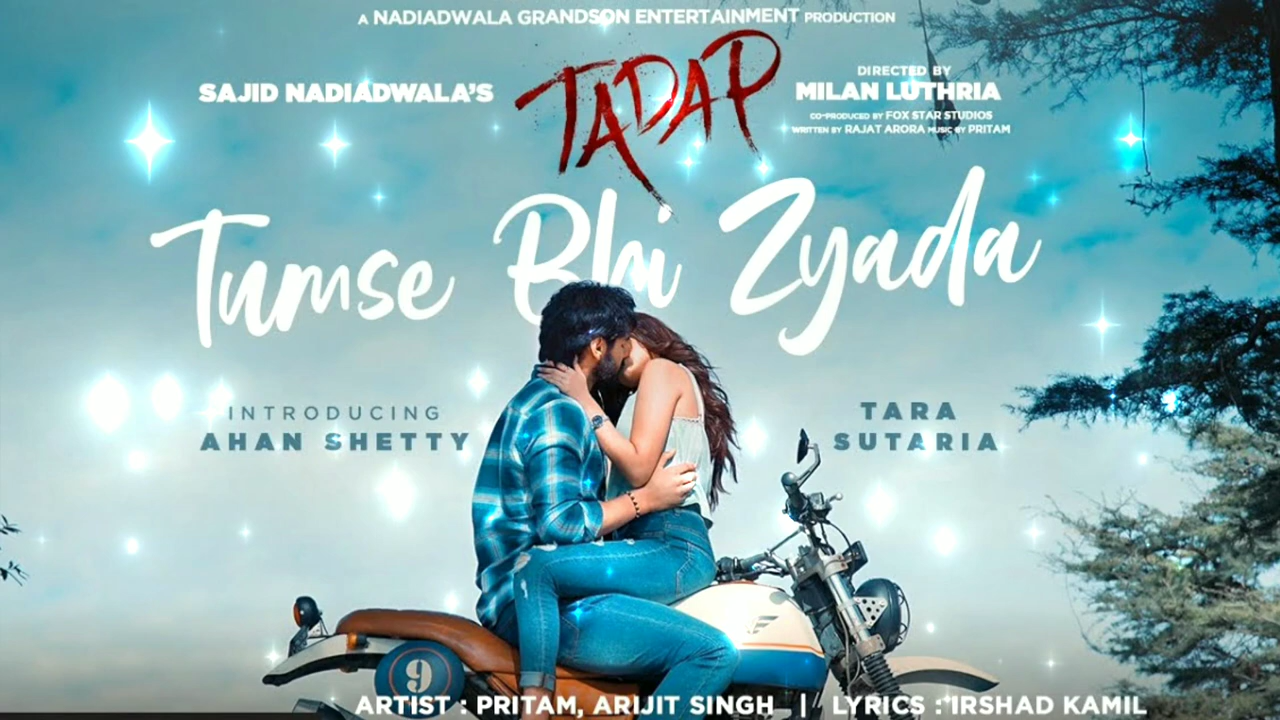 A NADIADWALA GRANDSON ENTERTAINMENT PRODUCTION
SAJID NADIADWALA'S
TADAP
DIRECTED BY
MILAN LUTHRIA
CO-PRODUCED BY FOX STAR STUDIOS
WRITTEN BY RAJAT ARORA MUSIC BY PRITAM
Tumse Bhi Zyada
INTRODUCING
AHAN SHETTY
TARA
SUTARIA
9
ARTIST : PRITAM, ARIJIT SINGH | LYRICS : IRSHAD KAMIL